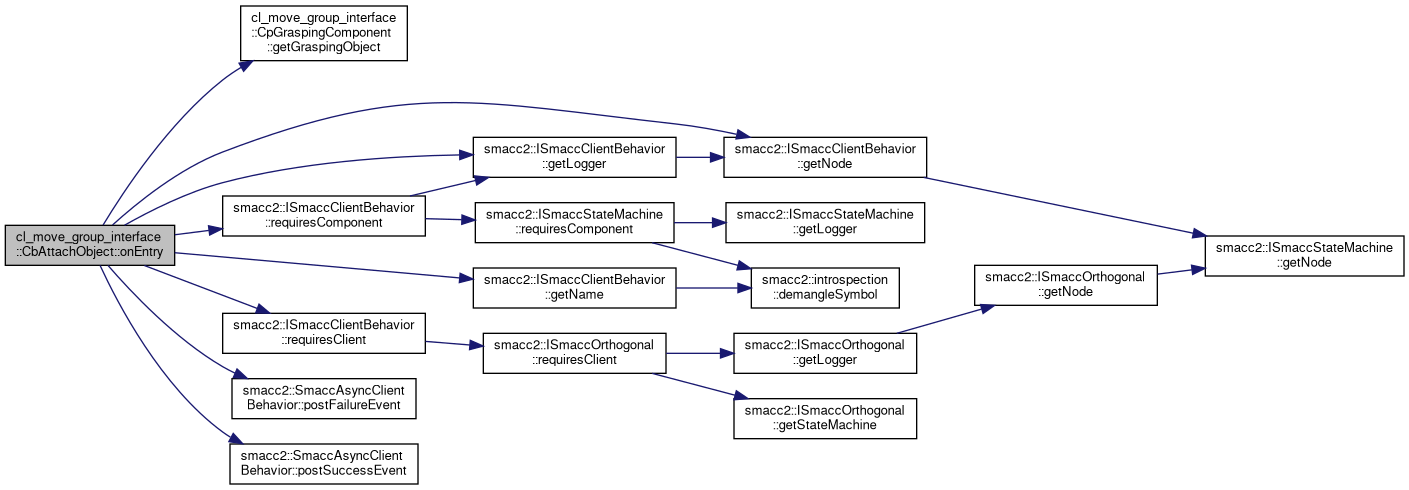 cl_move_group_interface
::CpGraspingComponent
::getGraspingObject
smacc2::ISmaccClientBehavior
::getLogger
smacc2::ISmaccClientBehavior
::getNode
smacc2::ISmaccClientBehavior
::requiresComponent
smacc2::ISmaccStateMachine
::requiresComponent
smacc2::ISmaccStateMachine
::getLogger
cl_move_group_interface
::CbAttachObject::onEntry
smacc2::ISmaccStateMachine
::getNode
smacc2::ISmaccClientBehavior
::getName
smacc2::introspection
::demangleSymbol
smacc2::ISmaccOrthogonal
::getNode
smacc2::ISmaccClientBehavior
::requiresClient
smacc2::ISmaccOrthogonal
::requiresClient
smacc2::ISmaccOrthogonal
::getLogger
smacc2::SmaccAsyncClient
Behavior::postFailureEvent
smacc2::ISmaccOrthogonal
::getStateMachine
smacc2::SmaccAsyncClient
Behavior::postSuccessEvent